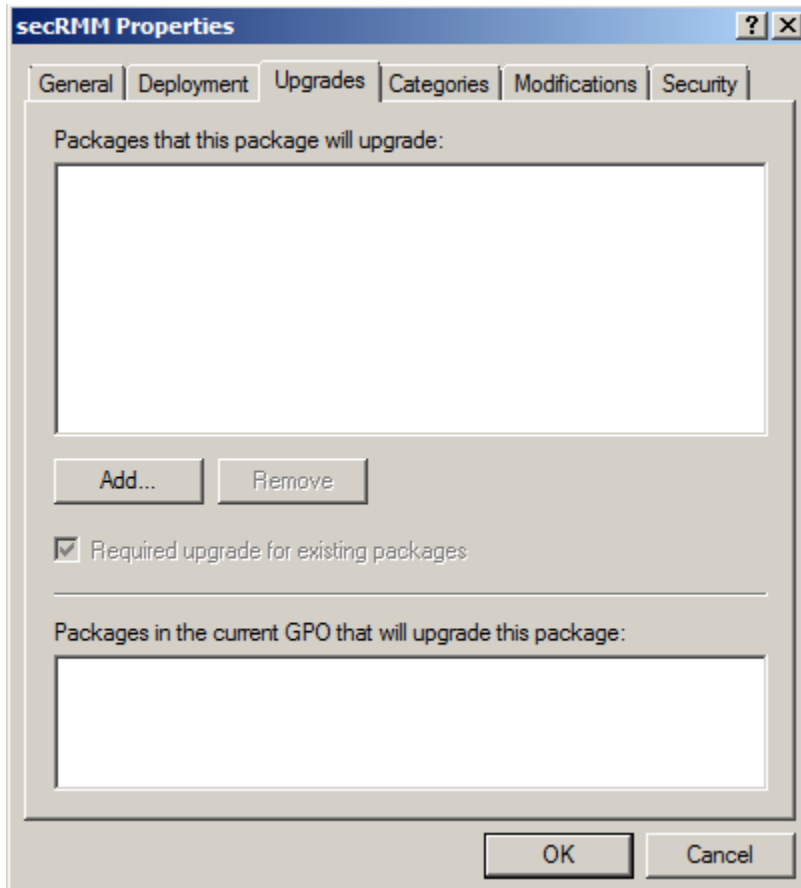 secRMM Properties
General Deployment Upgrades Categories Modifications Security
Packages that this package will upgrade:
Add... Remove
Required upgrade for existing packages
Packages in the current GPO that will upgrade this package:
OK Cancel